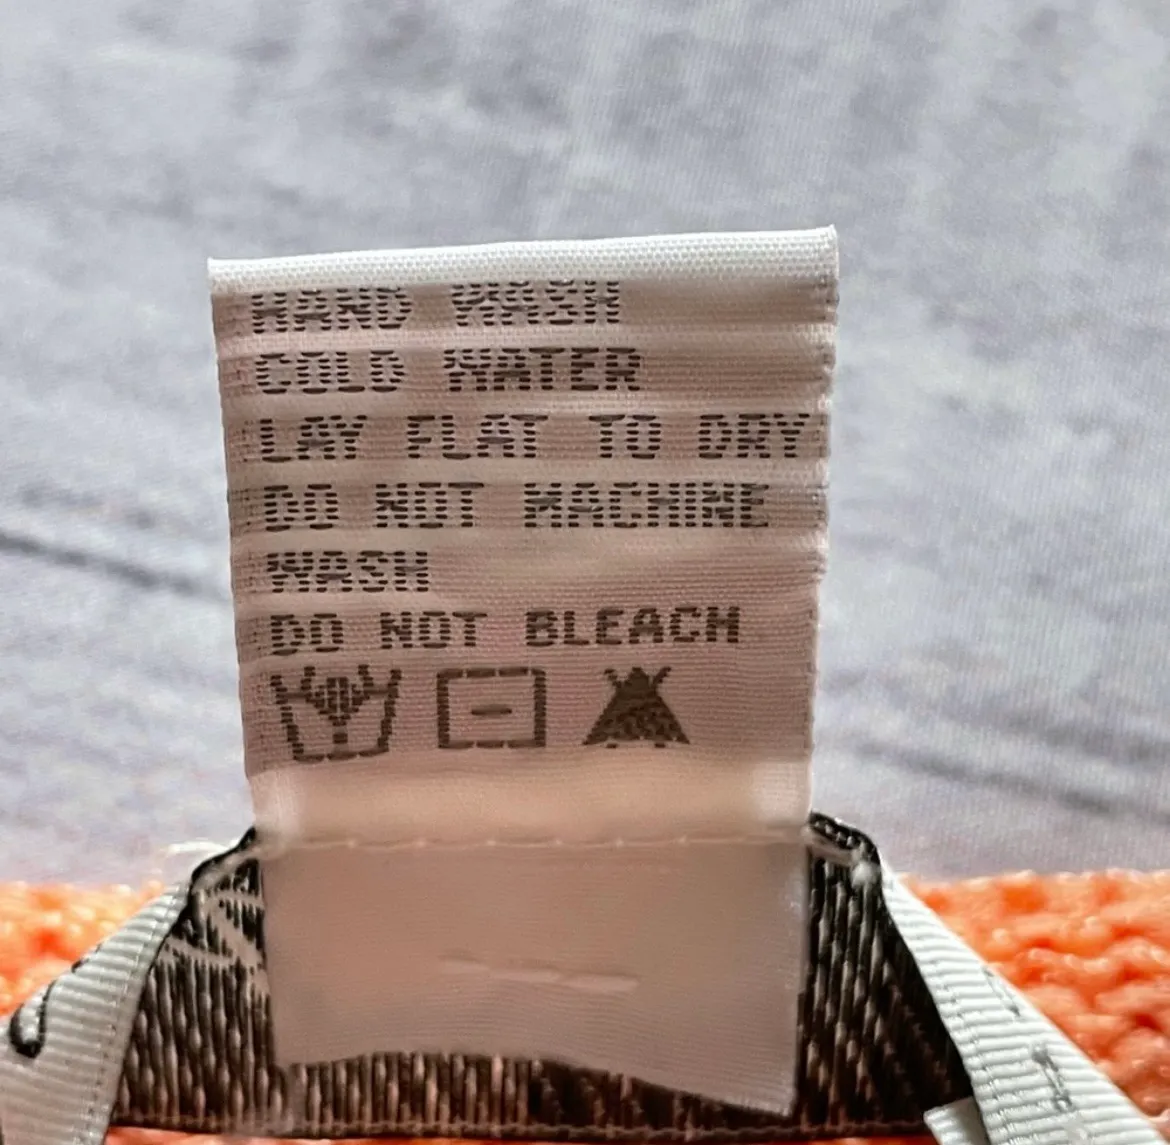 HAND WASH
COLD WATER
LAY FLAT TO DRY
DO NOT MACHINE
WASH
DO NOT BLEACH